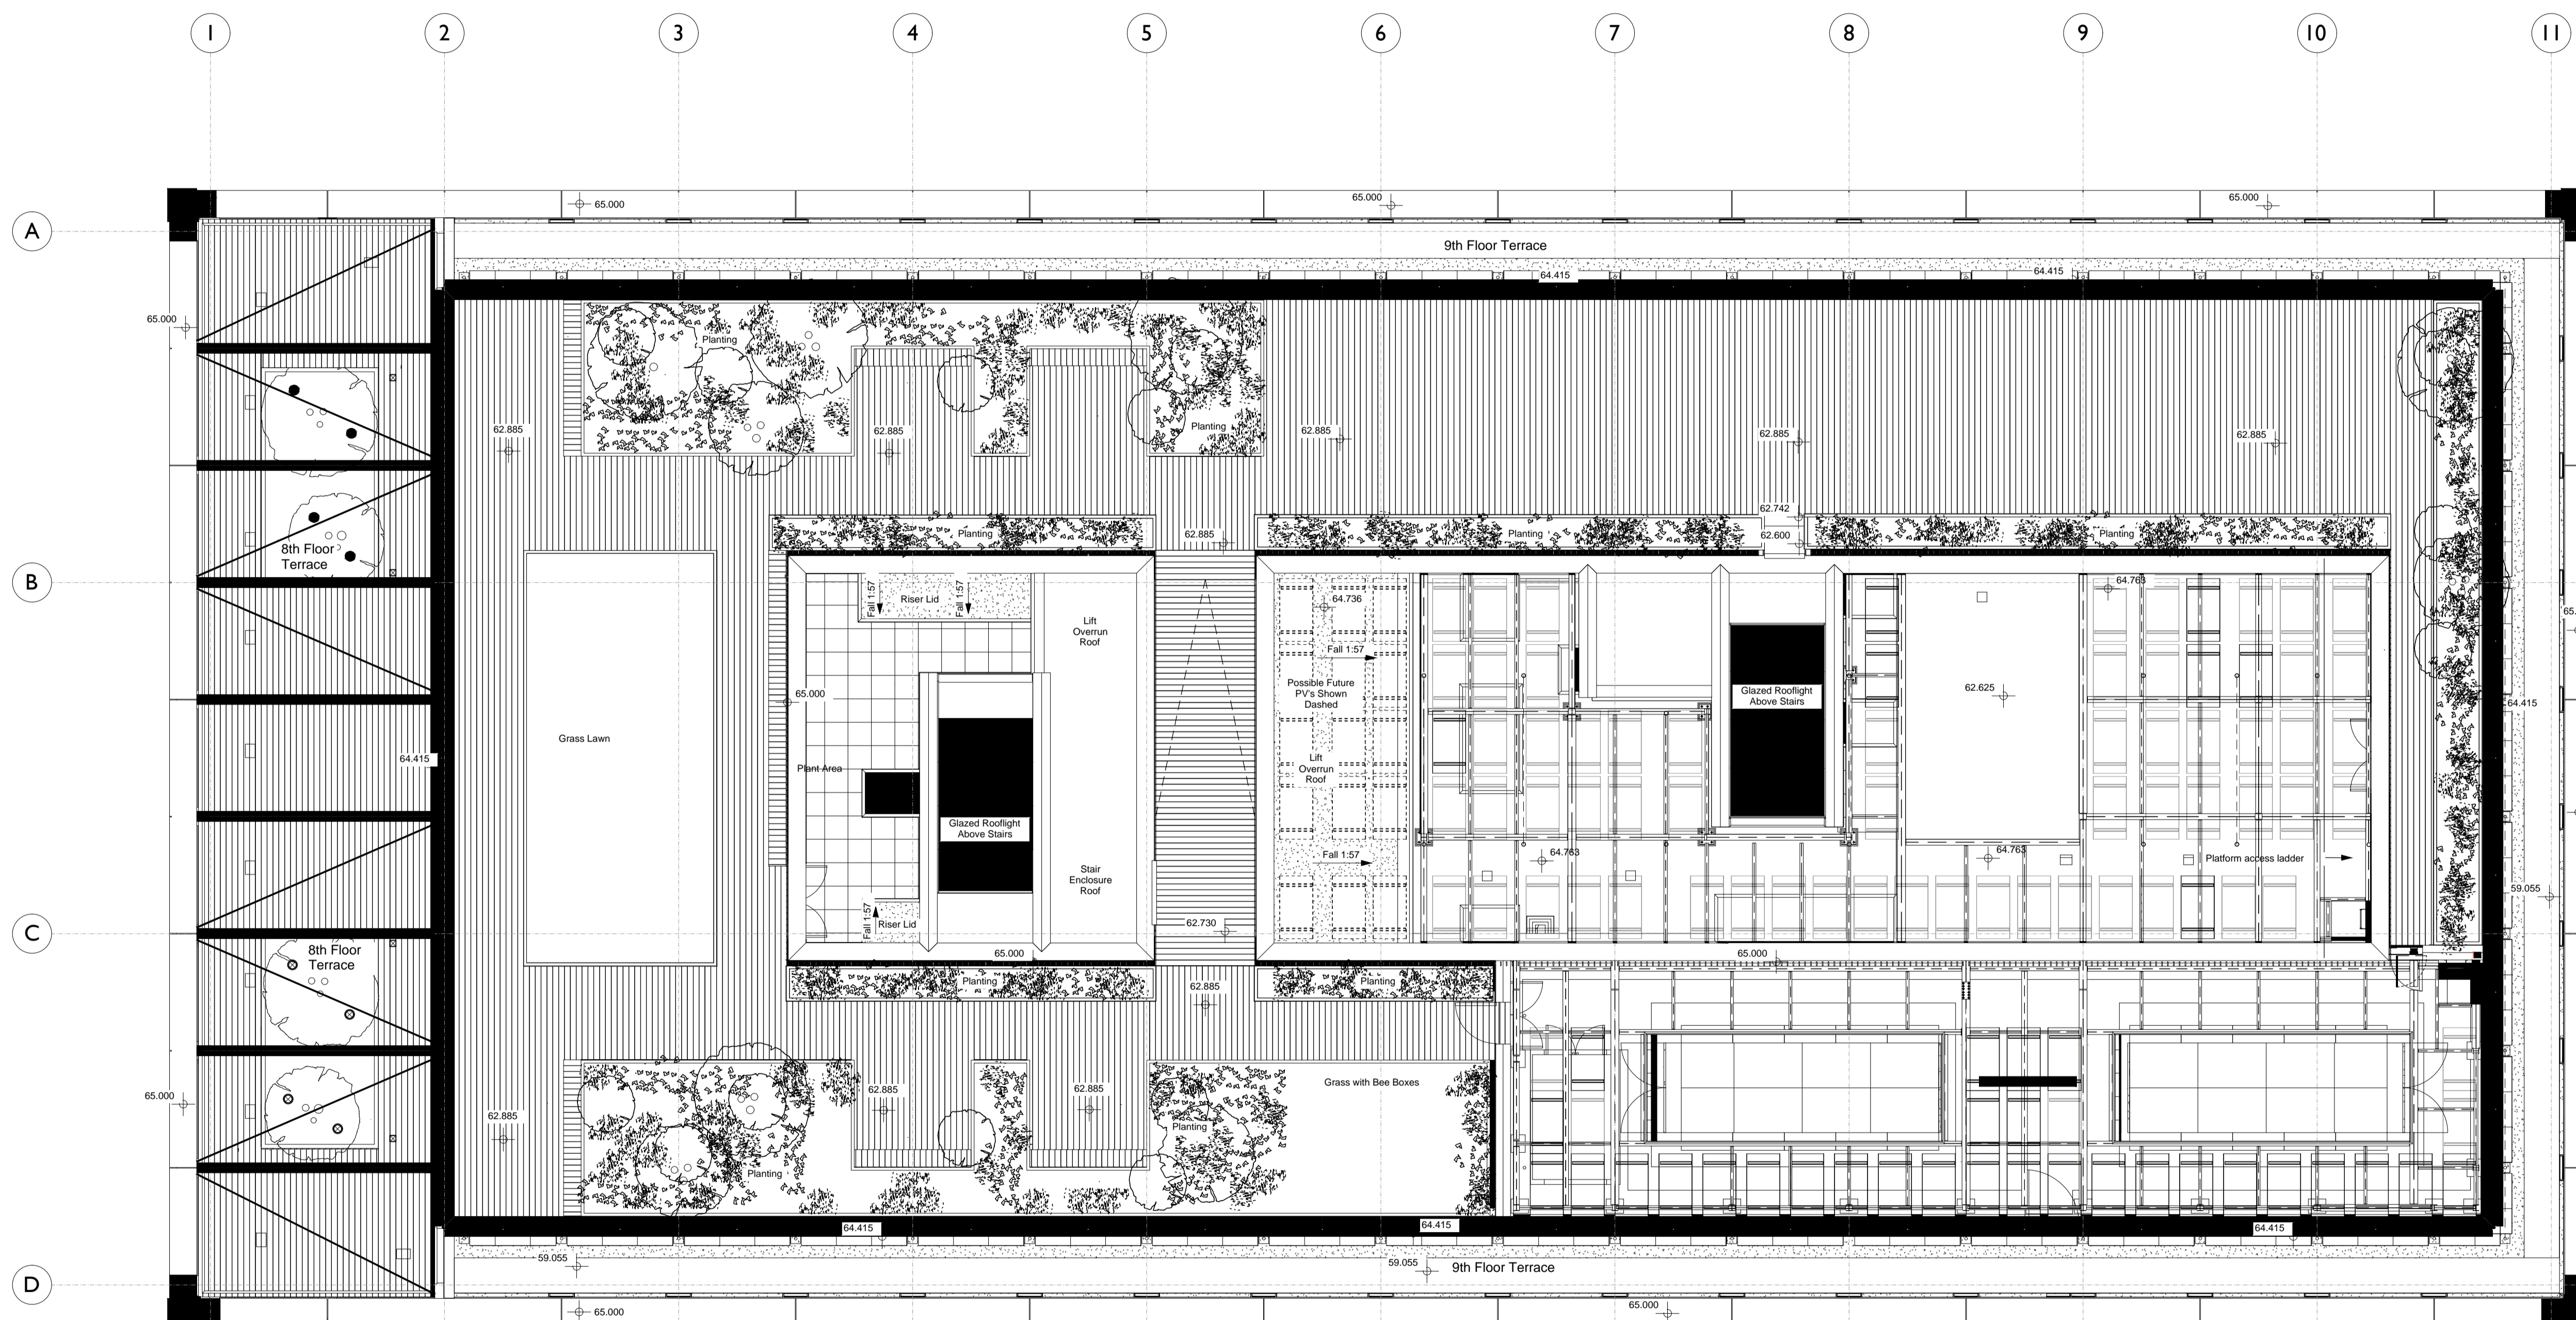 1 2 3 4 5 6 7 8 9 10 11
65.000 65.000 65.000
A
9th Floor Terrace
64.415 64.415
65.000
Planting
Planting
62.885 62.885 62.885 62.885 62.885
62.742
62.885
62.600
Planting
Planting
Planting
8th Floor
Terrace
B
Fall 1:57
Riser Lid
Fall 1:57
64.736
64.763
65.
Lift
Overrun
Roof
Fall 1:57
Possible Future
PV's Shown
Dashed
65.000
Glazed Rooflight
Above Stairs
62.625
64.415
Grass Lawn
64.415
Plant Area
Lift
Overrun
Roof
Glazed Rooflight
Above Stairs
Fall 1:57
64.763
64.763
Platform access ladder
Stair
Enclosure
Roof
59.055
Fall 1:57
Riser Lid
62.730
C
8th Floor
Terrace
65.000
65.000
Planting
Planting
62.885
Grass with Bee Boxes
62.885
62.885
62.885
65.000
Planting
Planting
64.415
64.415
64.415
59.055
59.055
9th Floor Terrace
D
65.000
65.000